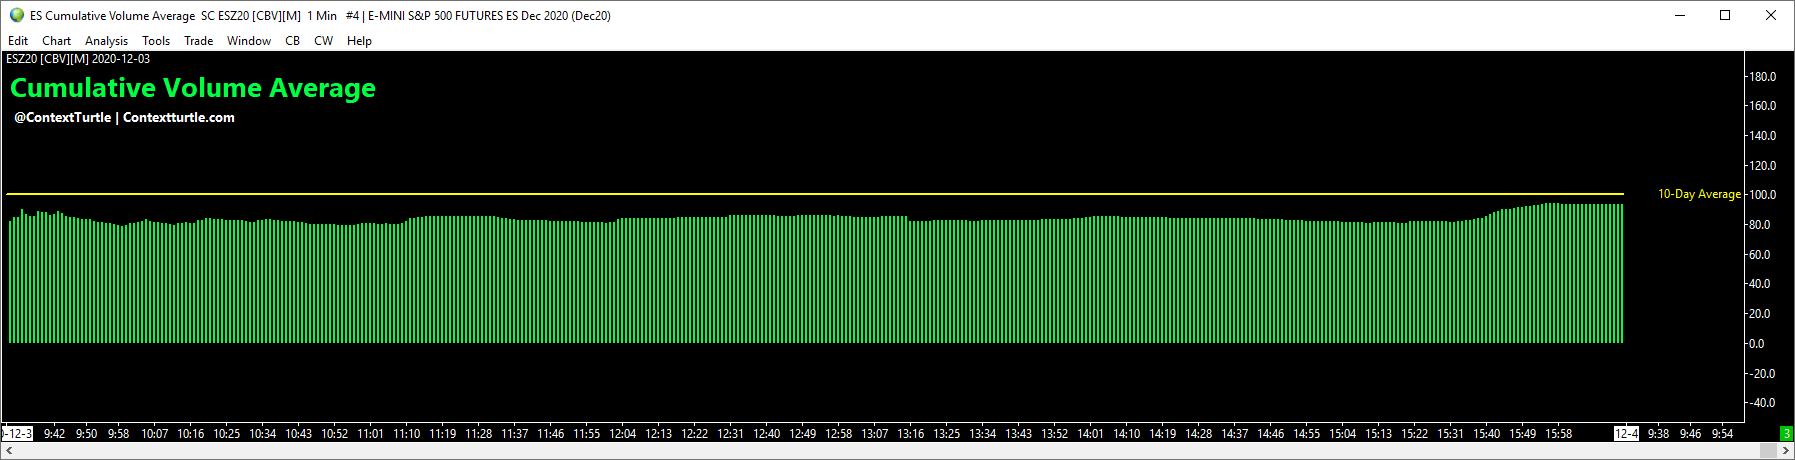 ES Cumulative Volume Average SC ESZ20 [CBV][M] 1 Min #4 | E-MINI S&P 500 FUTURES ES Dec 2020 (Dec20)
Edit Chart Analysis Tools Trade Window CB CW Help
ESZ20 [CBV][M] 2020-12-03
Cumulative Volume Average
@ContextTurtle | Contextturtle.com
180.0
160.0
140.0
120.0
10-Day Average 100.0
80.0
60.0
40.0
20.0
0.0
-20.0
-40.0
0-12-3 9:42 9:50 9:58 10:07 10:16 10:25 10:34 10:43 10:52 11:01 11:10 11:19 11:28 11:37 11:46 11:55 12:04 12:13 12:22 12:31 12:40 12:49 12:58 13:07 13:16 13:25 13:34 13:43 13:52 14:01 14:10 14:19 14:28 14:37 14:46 14:55 15:04 15:13 15:22 15:31 15:40 15:49 15:58 12-4 9:38 9:46 9:54 3